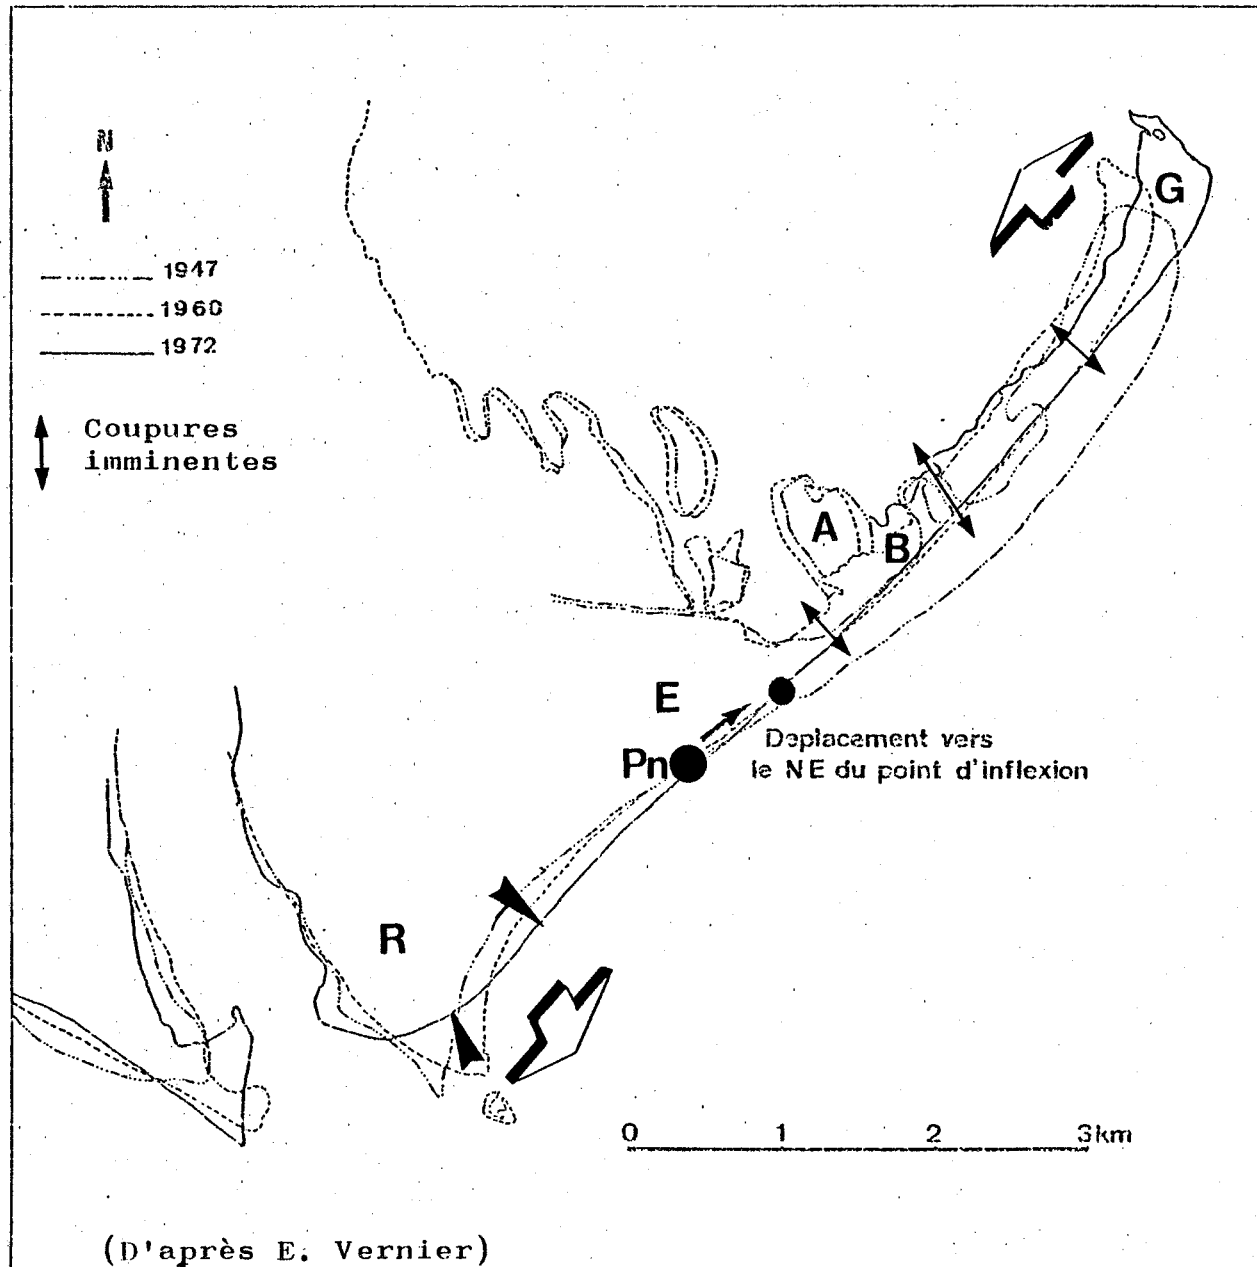 N
1947
1960
1972
Coupures
imminentes
G
A
B
E
Pn
Deplacement vers
le NE du point d'inflexion
R
0 1 2 3km
(D'après E. Vernier)